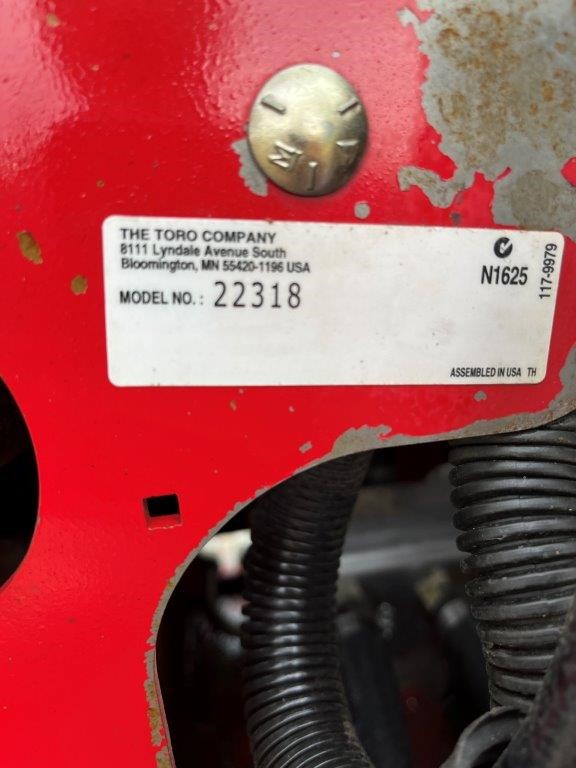 THE TORO COMPANY
8111 Lyndale Avenue South
Bloomington, MN 55420-1196 USA
MODEL NO.: 22318
N1625
117-9979
ASSEMBLED IN USA TH